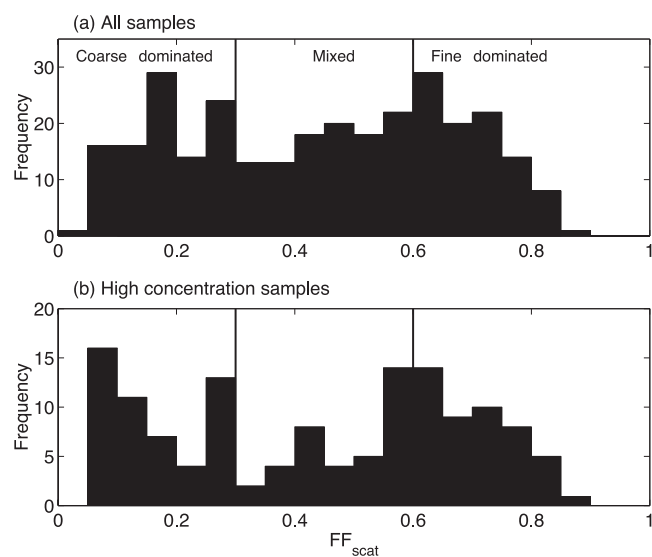 (a) All samples
Coarse dominated Mixed Fine dominated
30
20
10
0
Frequency
0 0.2 0.4 0.6 0.8 1
(b) High concentration samples
20
15
10
5
0
Frequency
0 0.2 0.4 0.6 0.8 1
FF_scat